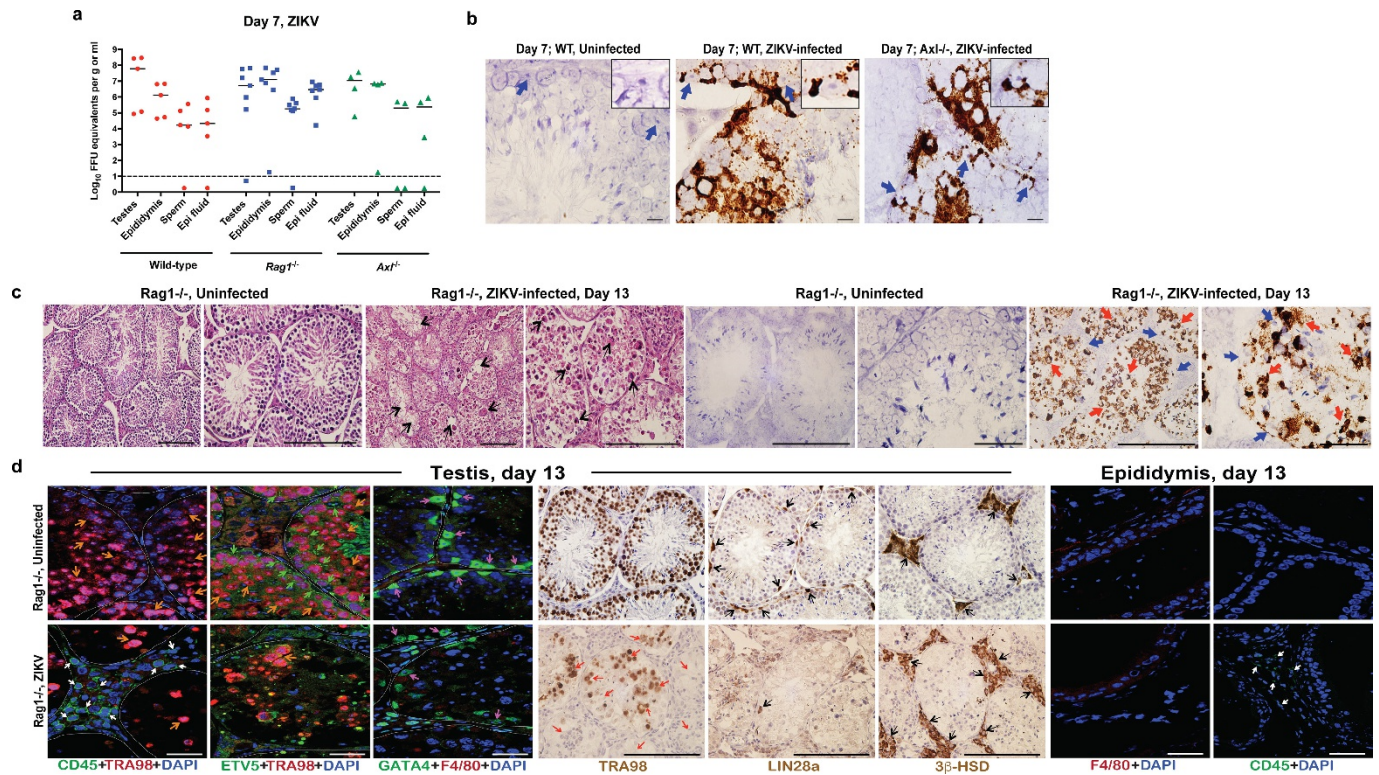 a
Day 7, ZIKV
Log10 FFU equivalents per g or ml
9
8
7
6
5
4
3
2
1
0
Testes
Epididymis
Sperm
Epi fluid
Testes
Epididymis
Sperm
Epi fluid
Testes
Epididymis
Sperm
Epi fluid
Wild-type
Rag1-/-
Axl-/-
b
Day 7; WT, Uninfected
Day 7; WT, ZIKV-infected
Day 7; Axl-/-, ZIKV-infected
c
Rag1-/-, Uninfected
Rag1-/-, ZIKV-infected, Day 13
Rag1-/-, Uninfected
Rag1-/-, ZIKV-infected, Day 13
d
Testis, day 13
Epididymis, day 13
Rag1-/-, Uninfected
Rag1-/-, ZIKV
CD45+TRA98+DAPI
ETV5+TRA98+DAPI
GATA4+F4/80+DAPI
TRA98
LIN28a
3β-HSD
F4/80+DAPI
CD45+DAPI